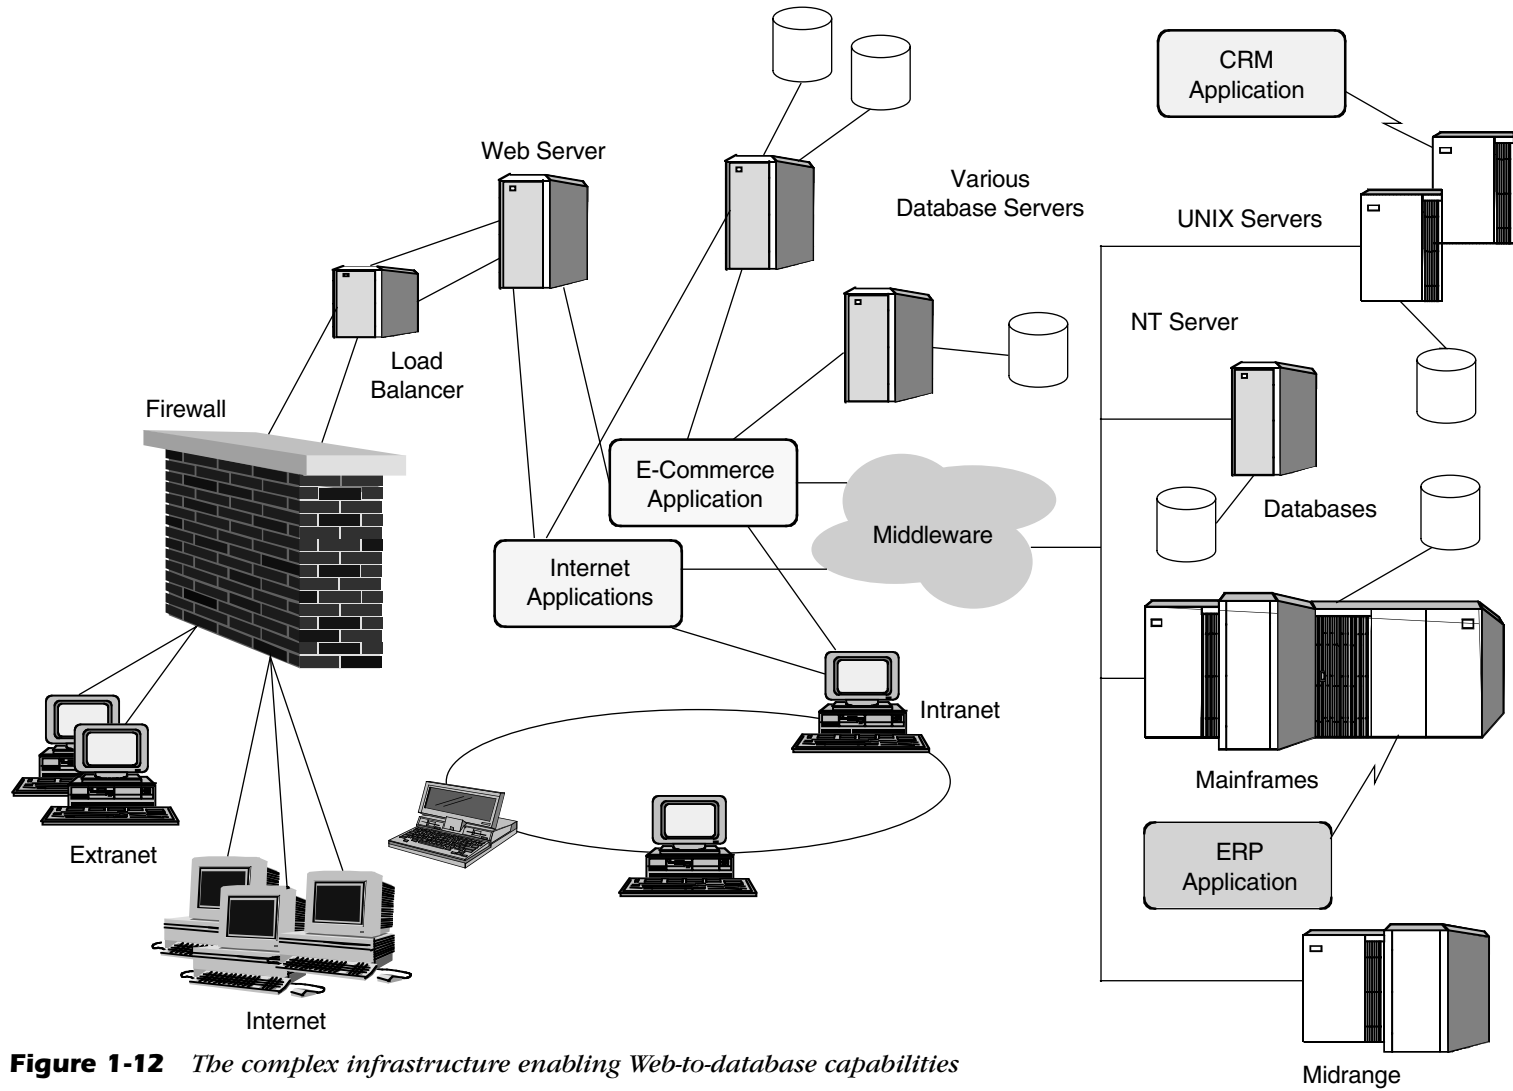 CRM
Application
Web Server
Various
Database Servers
UNIX Servers
NT Server
Load
Balancer
Firewall
E-Commerce
Application
Middleware
Databases
Internet
Applications
Intranet
Mainframes
Extranet
ERP
Application
Internet
Midrange
Figure 1-12 The complex infrastructure enabling Web-to-database capabilities